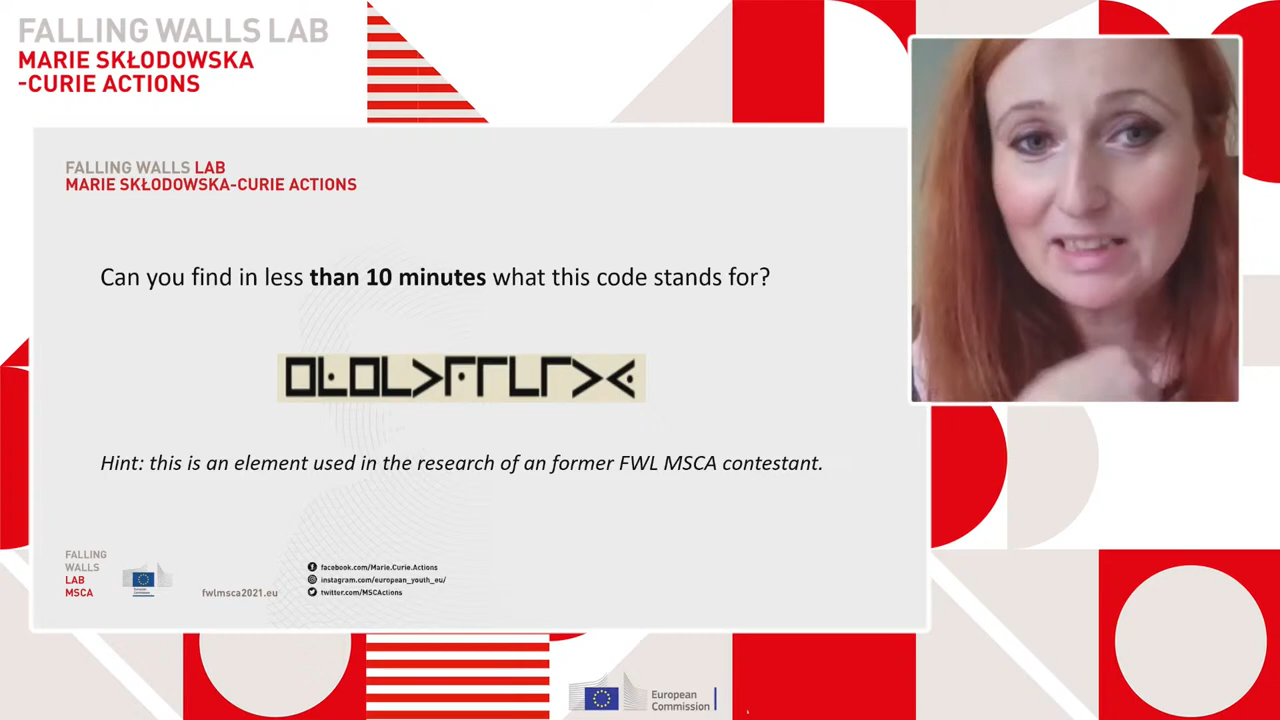 FALLING WALLS LAB
MARIE SKŁODOWSKA
-CURIE ACTIONS
FALLING WALLS LAB
MARIE SKŁODOWSKA-CURIE ACTIONS
Can you find in less than 10 minutes what this code stands for?
Hint: this is an element used in the research of an former FWL MSCA contestant.
FALLING
WALLS
LAB
MSCA
European
Commission
fwlmsca2021.eu
facebook.com/Marie.Curie.Actions
instagram.com/european_youth_eu/
twitter.com/MSCActions
European
Commission